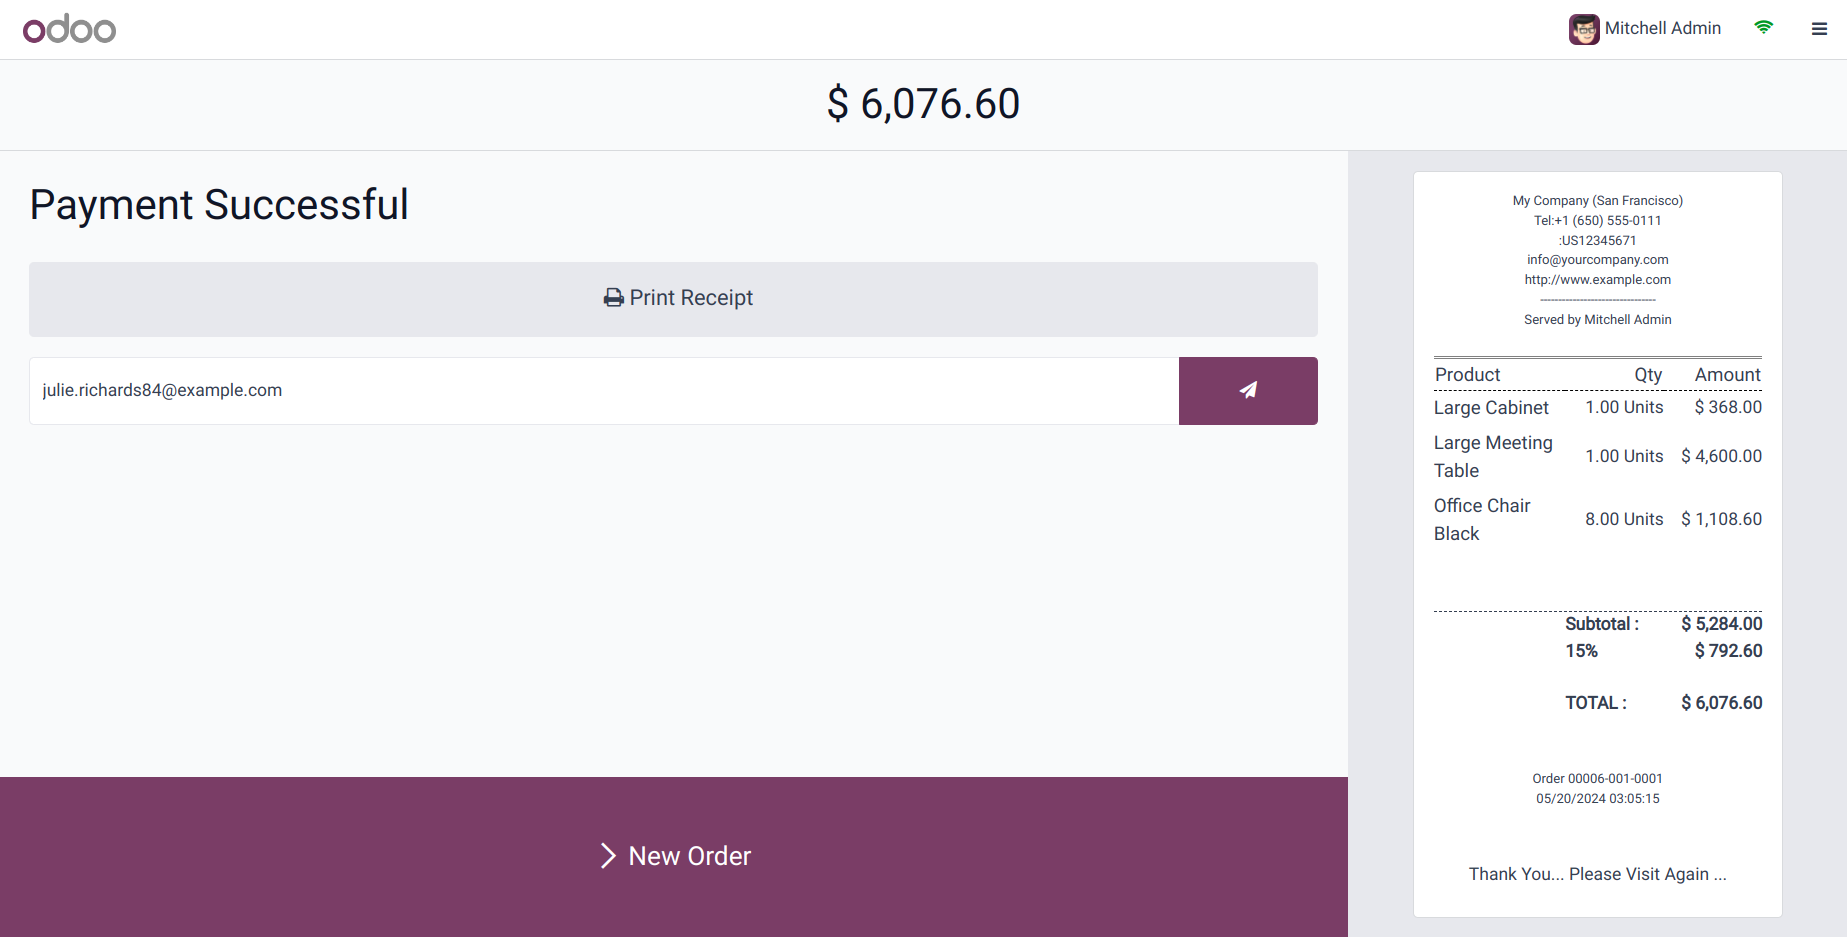 odoo
Mitchell Admin
$ 6,076.60
Payment Successful
Print Receipt
julie.richards84@example.com
New Order
My Company (San Francisco)
Tel:+1 (650) 555-0111
:US12345671
info@yourcompany.com
http://www.example.com
--------------------------------
Served by Mitchell Admin
Product Qty Amount
Large Cabinet 1.00 Units $ 368.00
Large Meeting
Table 1.00 Units $ 4,600.00
Office Chair
Black 8.00 Units $ 1,108.60
Subtotal : $ 5,284.00
15% $ 792.60
TOTAL : $ 6,076.60
Order 00006-001-0001
05/20/2024 03:05:15
Thank You... Please Visit Again ...